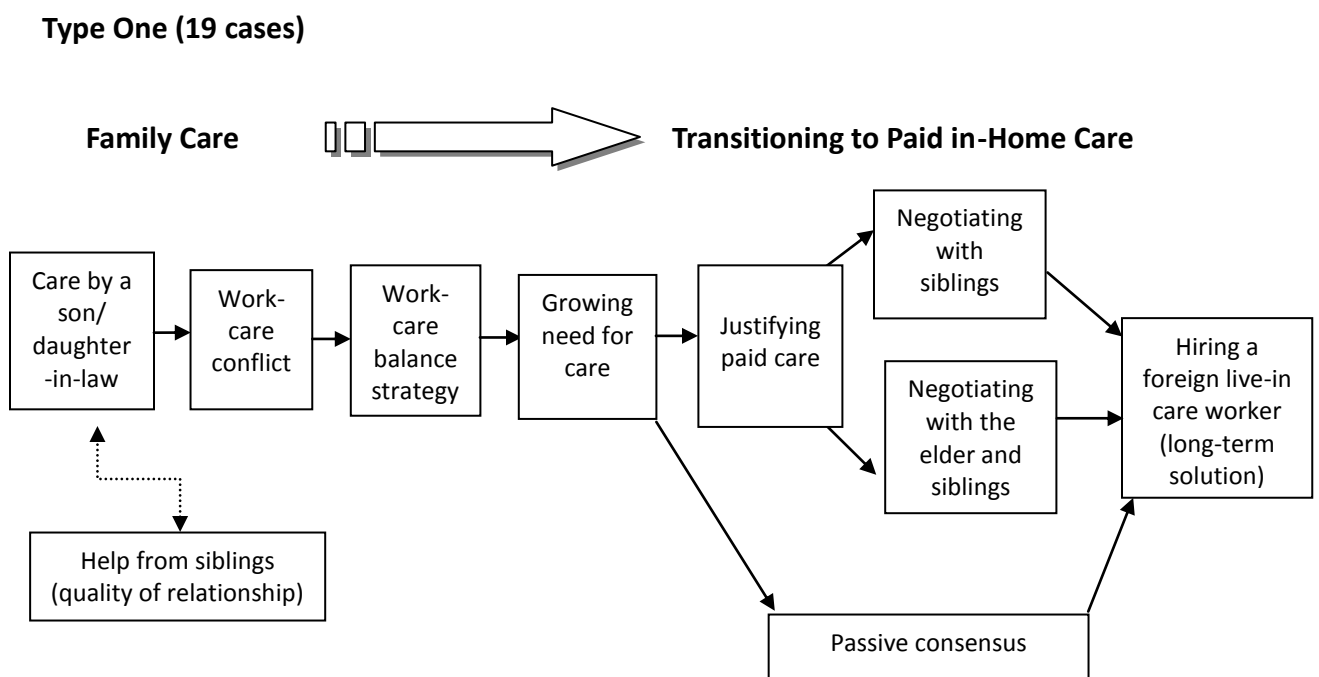 Type One (19 cases)
Family Care
Transitioning to Paid in-Home Care
Care by a
son/
daughter
-in-law
Work-
care
conflict
Work-
care
balance
strategy
Growing
need for
care
Justifying
paid care
Negotiating
with
siblings
Negotiating
with the
elder and
siblings
Hiring a
foreign live-in
care worker
(long-term
solution)
Help from siblings
(quality of relationship)
Passive consensus